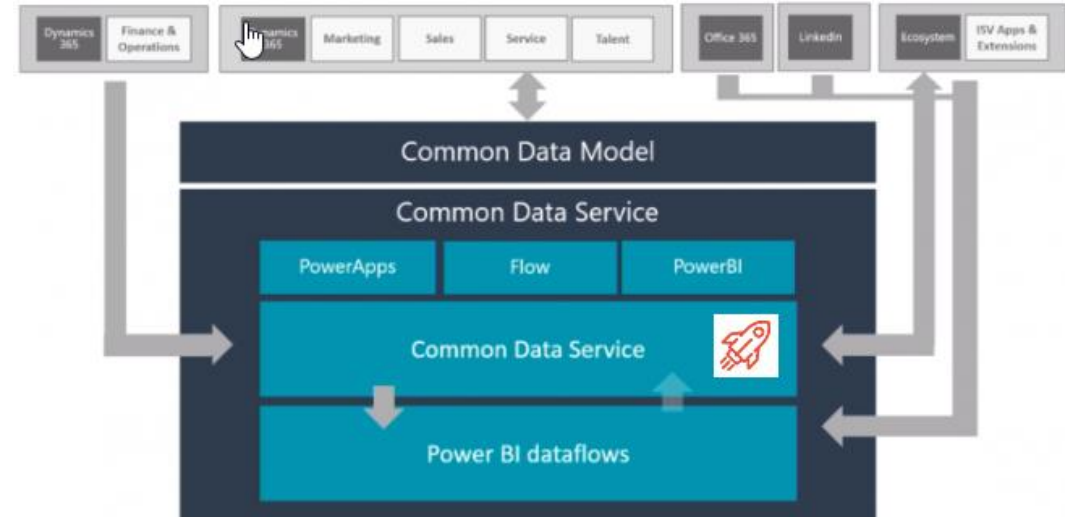 Dynamics
365
Finance &
Operations
Dynamics
365
Marketing
Sales
Service
Talent
Office 365
LinkedIn
Ecosystem
ISV Apps &
Extensions
Common Data Model
Common Data Service
PowerApps
Flow
PowerBI
Common Data Service
Power BI dataflows